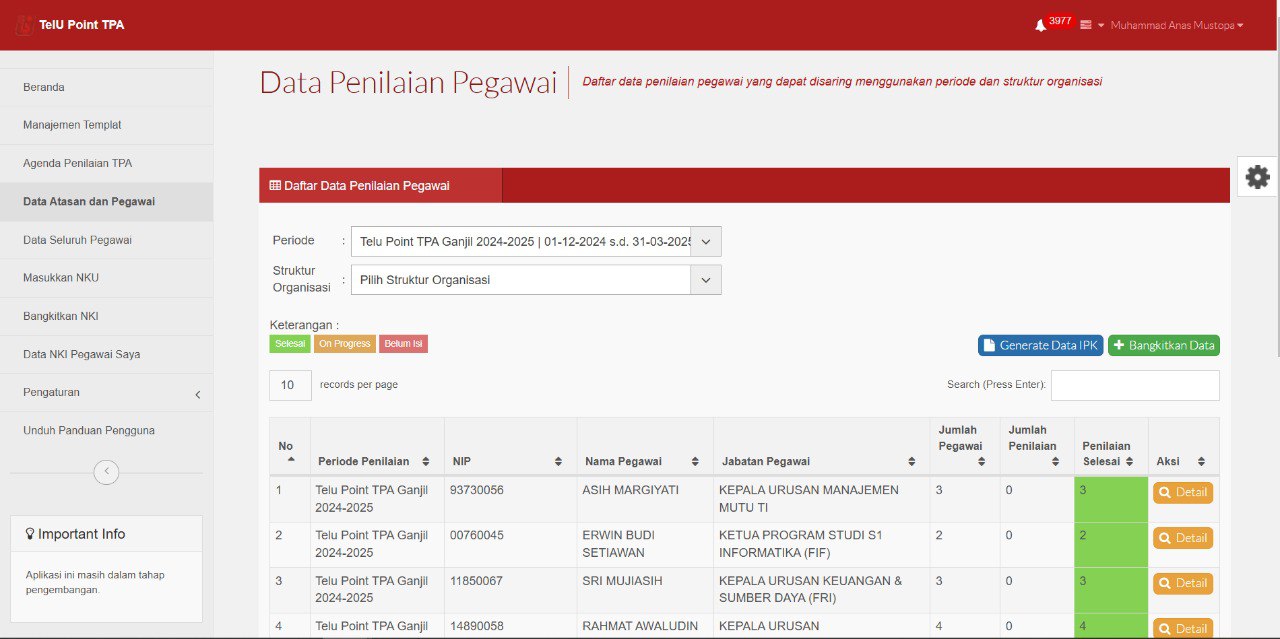 TelU Point TPA
3977
Muhammad Anas Mustopa
Beranda
Manajemen Templat
Agenda Penilaian TPA
Data Atasan dan Pegawai
Data Seluruh Pegawai
Masukkan NKU
Bangkitkan NKI
Data NKI Pegawai Saya
Pengaturan
Unduh Panduan Pengguna
Important Info
Aplikasi ini masih dalam tahap
pengembangan.
Data Penilaian Pegawai
Daftar data penilaian pegawai yang dapat disaring menggunakan periode dan struktur organisasi
Daftar Data Penilaian Pegawai
Periode : Telu Point TPA Ganjil 2024-2025 | 01-12-2024 s.d. 31-03-2025
Struktur
Organisasi : Pilih Struktur Organisasi
Keterangan :
Selesai On Progress Belum Isi
Generate Data IPK Bangkitkan Data
10 records per page
Search (Press Enter):
No Periode Penilaian NIP Nama Pegawai Jabatan Pegawai Jumlah Pegawai Jumlah Penilaian Penilaian Selesai Aksi
1 Telu Point TPA Ganjil 93730056 ASIH MARGIYATI KEPALA URUSAN MANAJEMEN 3 0 3 Detail
2024-2025 MUTU TI
2 Telu Point TPA Ganjil 00760045 ERWIN BUDI KETUA PROGRAM STUDI S1 2 0 2 Detail
2024-2025 SETIAWAN INFORMATIKA (FIF)
3 Telu Point TPA Ganjil 11850067 SRI MUJIASIH KEPALA URUSAN KEUANGAN & 3 0 3 Detail
2024-2025 SUMBER DAYA (FRI)
4 Telu Point TPA Ganjil 14890058 RAHMAT AWALUDIN KEPALA URUSAN 4 0 4 Detail